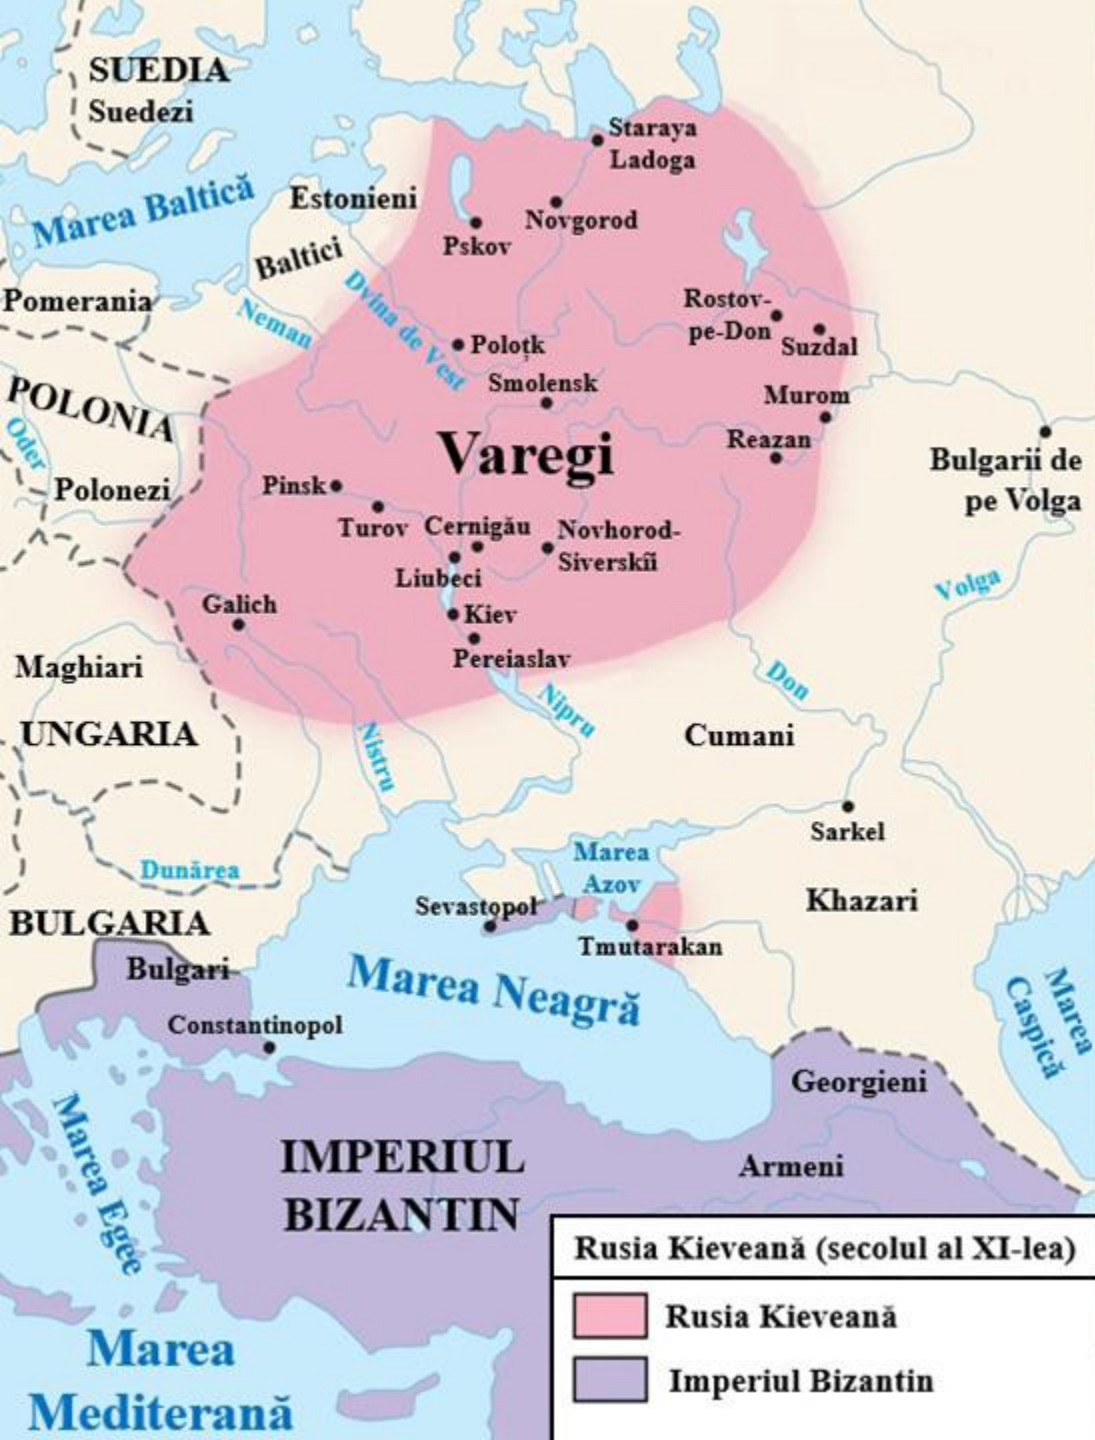 SUEDIA
Suedezi
Staraya
Ladoga
Marea Baltică
Estonieni
Novgorod
Pskov
Baltici
Pomerania
Neman
Dvina de Vest
Rostov-
pe-Don
Suzdal
Poloțk
Smolensk
POLONIA
Oder
Murom
Reazan
Varegi
Bulgarii de
pe Volga
Polonezi
Pinsk
Turov
Cernigău
Novhorod-
Siverskîi
Liubeci
Volga
Galich
Kiev
Pereiaslav
Maghiari
Don
Nipru
UNGARIA
Nistru
Cumani
Sarkel
Dunărea
Marea
Azov
Khazari
Sevastopol
BULGARIA
Tmutarakan
Bulgari
Marea Neagră
Marea
Caspică
Constantinopol
Georgieni
Marea Egee
IMPERIUL
BIZANTIN
Armeni
Rusia Kieveană (secolul al XI-lea)
Rusia Kieveană
Imperiul Bizantin
Marea
Mediterană